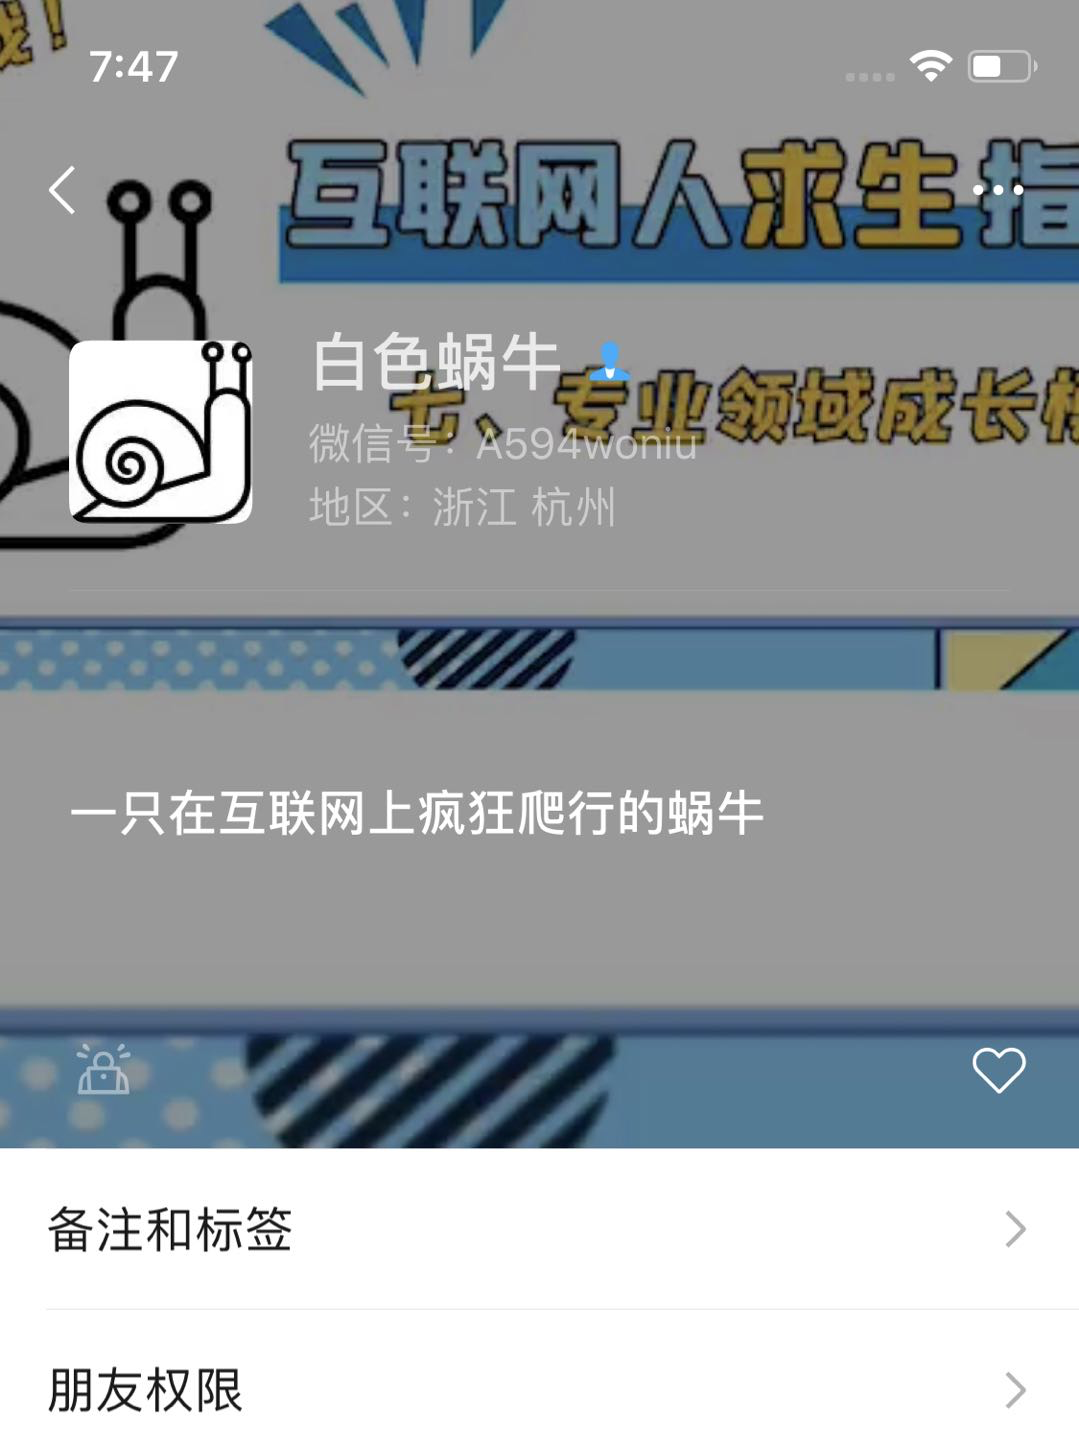 ！
7:47
互联网人求生指
白色蜗牛
七、专业领域成长
微信号：A594woniu
地区：浙江 杭州
一只在互联网上疯狂爬行的蜗牛
备注和标签
朋友权限